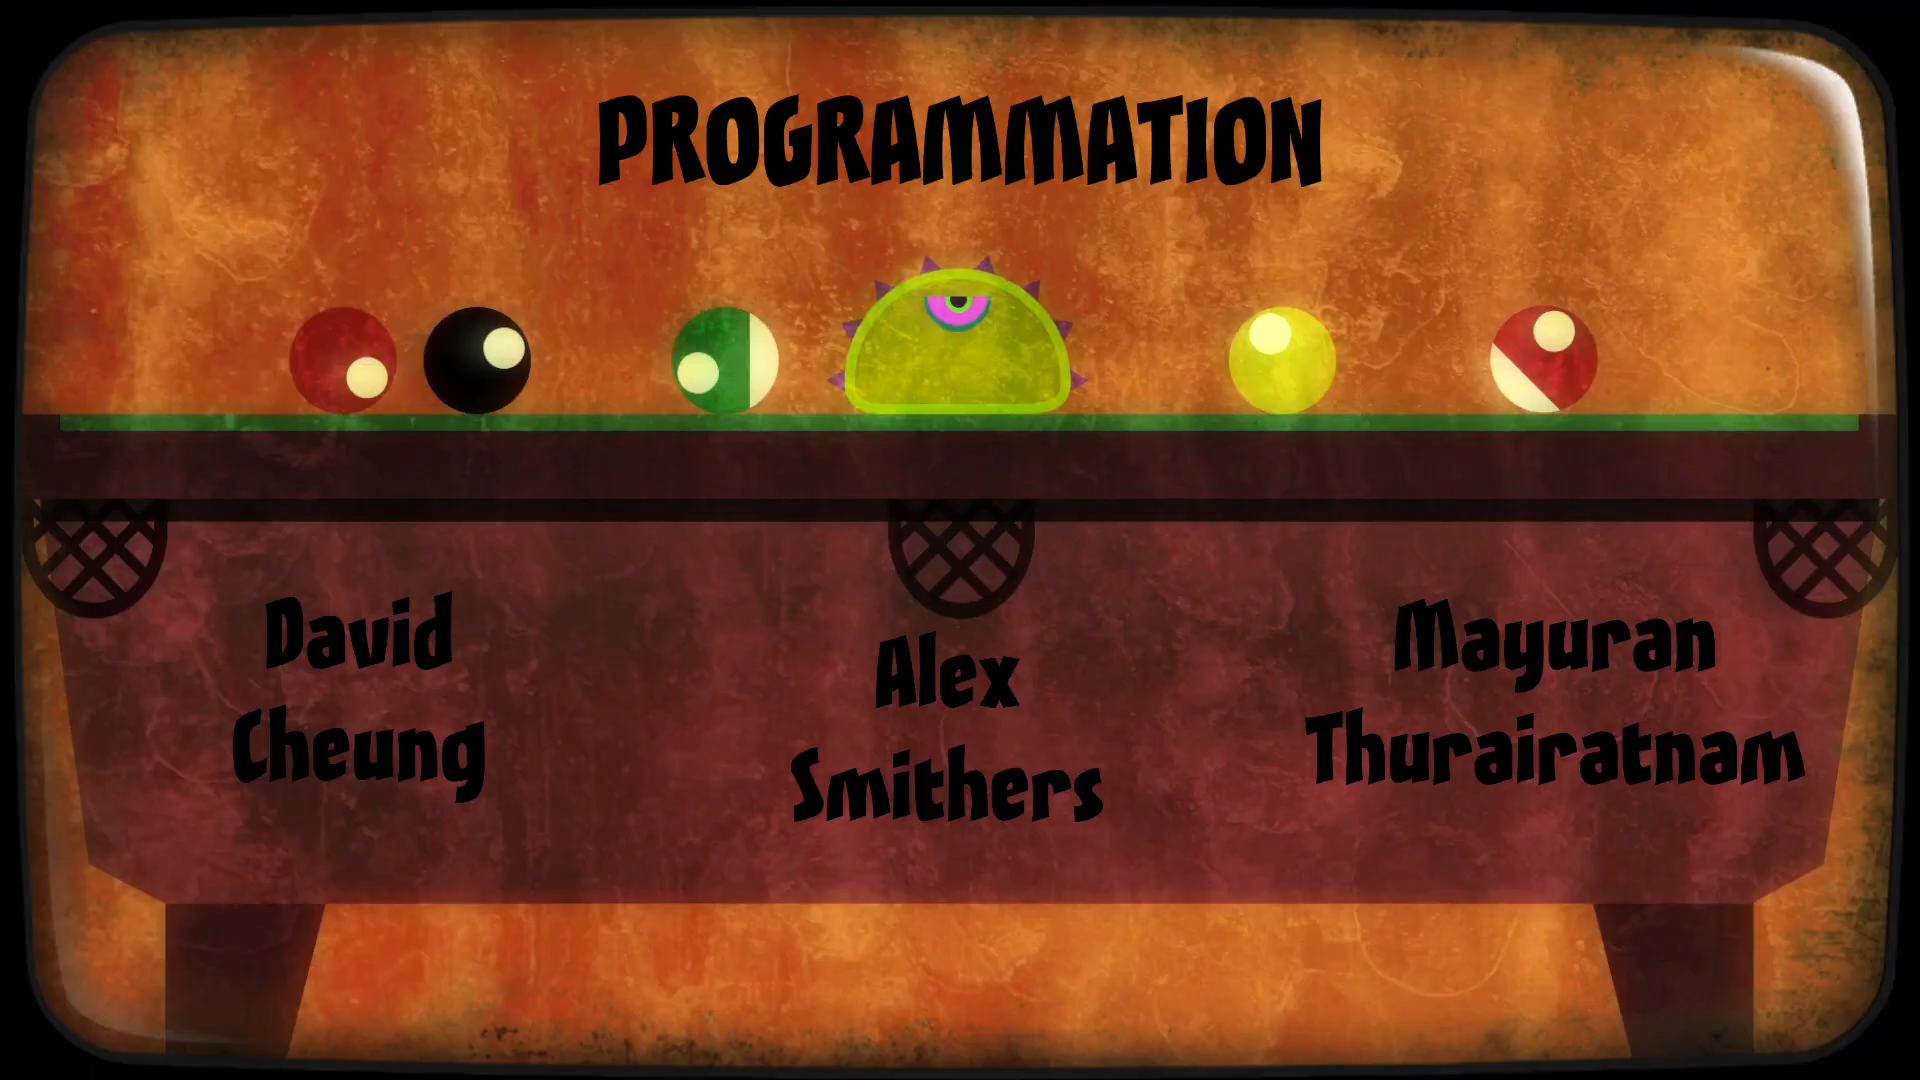 PROGRAMMATION
David
Cheung
Alex
Smithers
Mayuran
Thurairatnam